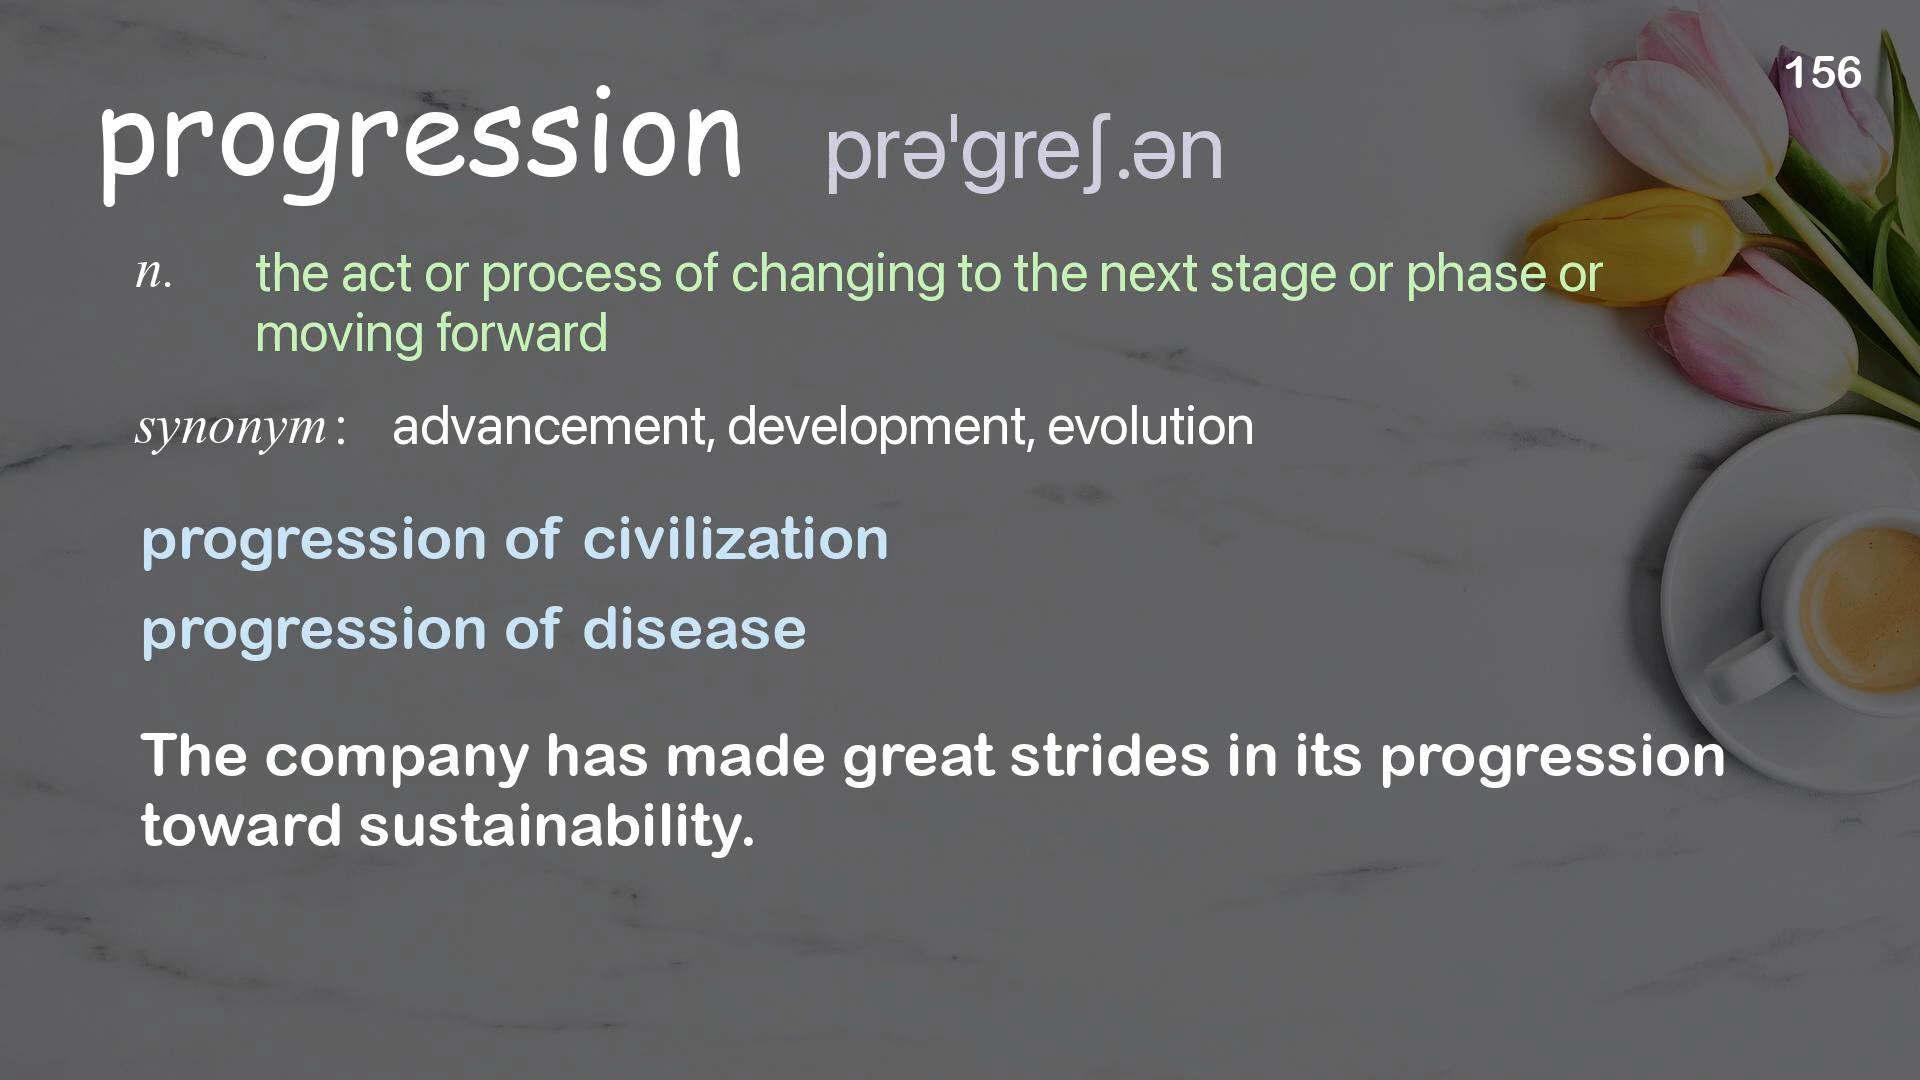 156
progression prəˈɡreʃ.ən
n. the act or process of changing to the next stage or phase or
moving forward
synonym: advancement, development, evolution
progression of civilization
progression of disease
The company has made great strides in its progression
toward sustainability.